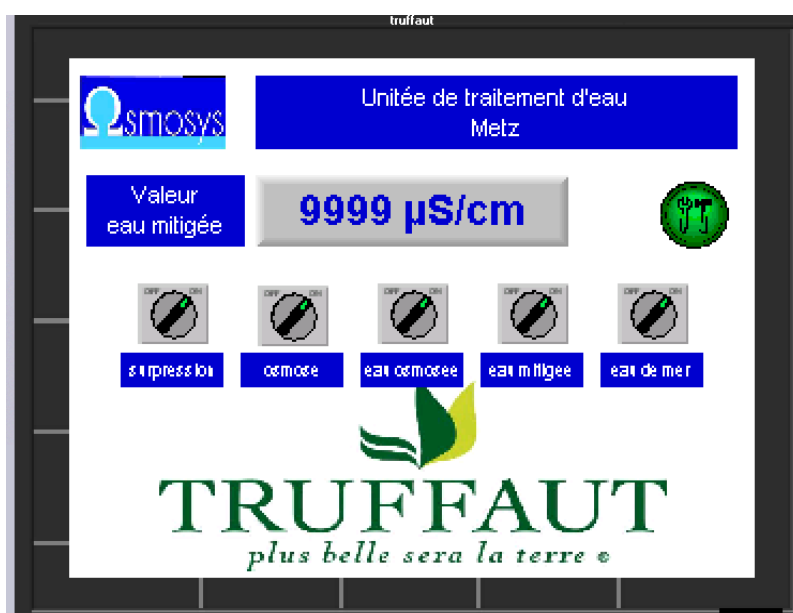 truffaut
Ωsmosys
Unitée de traitement d'eau
Metz
Valeur
eau mitigée
9999 µS/cm
OFF ON
OFF ON
OFF ON
OFF ON
OFF ON
surpression
osmose
eau osmosee
eau mitigee
eau de mer
TRUFFAUT
plus belle sera la terre ®